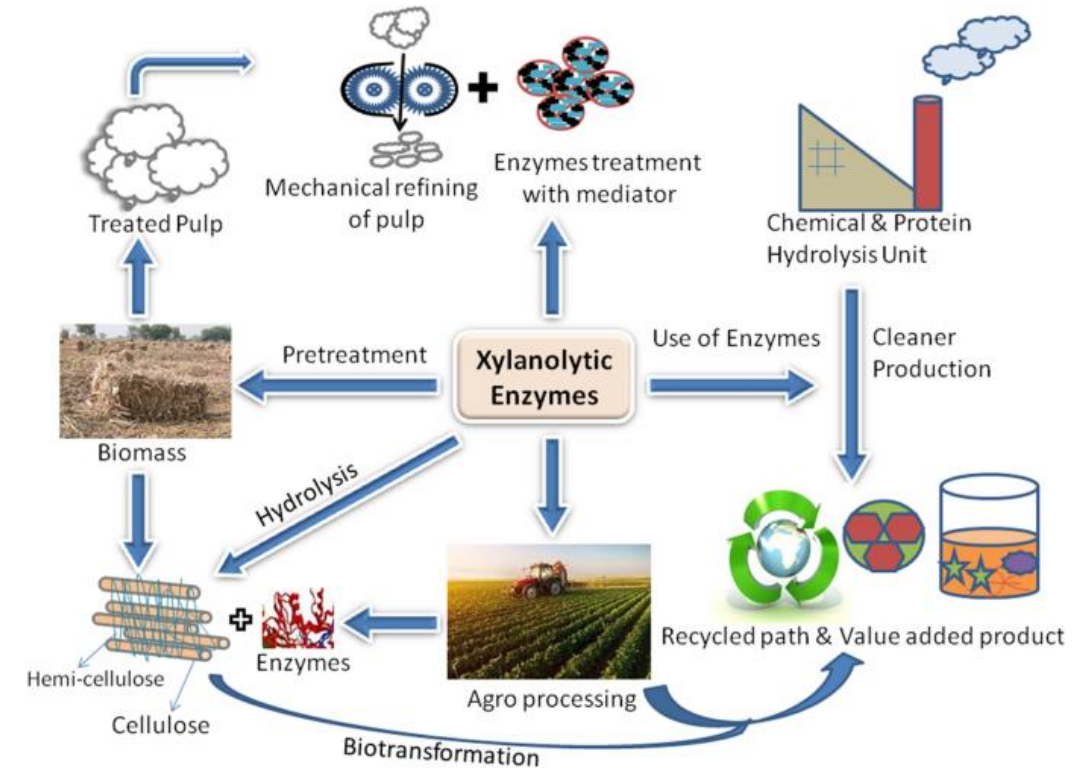 Treated Pulp
Mechanical refining
of pulp
Enzymes treatment
with mediator
Chemical & Protein
Hydrolysis Unit
Pretreatment
Xylanolytic
Enzymes
Use of Enzymes
Cleaner
Production
Biomass
Hydrolysis
Enzymes
Hemi-cellulose
Cellulose
Agro processing
Recycled path & Value added product
Biotransformation